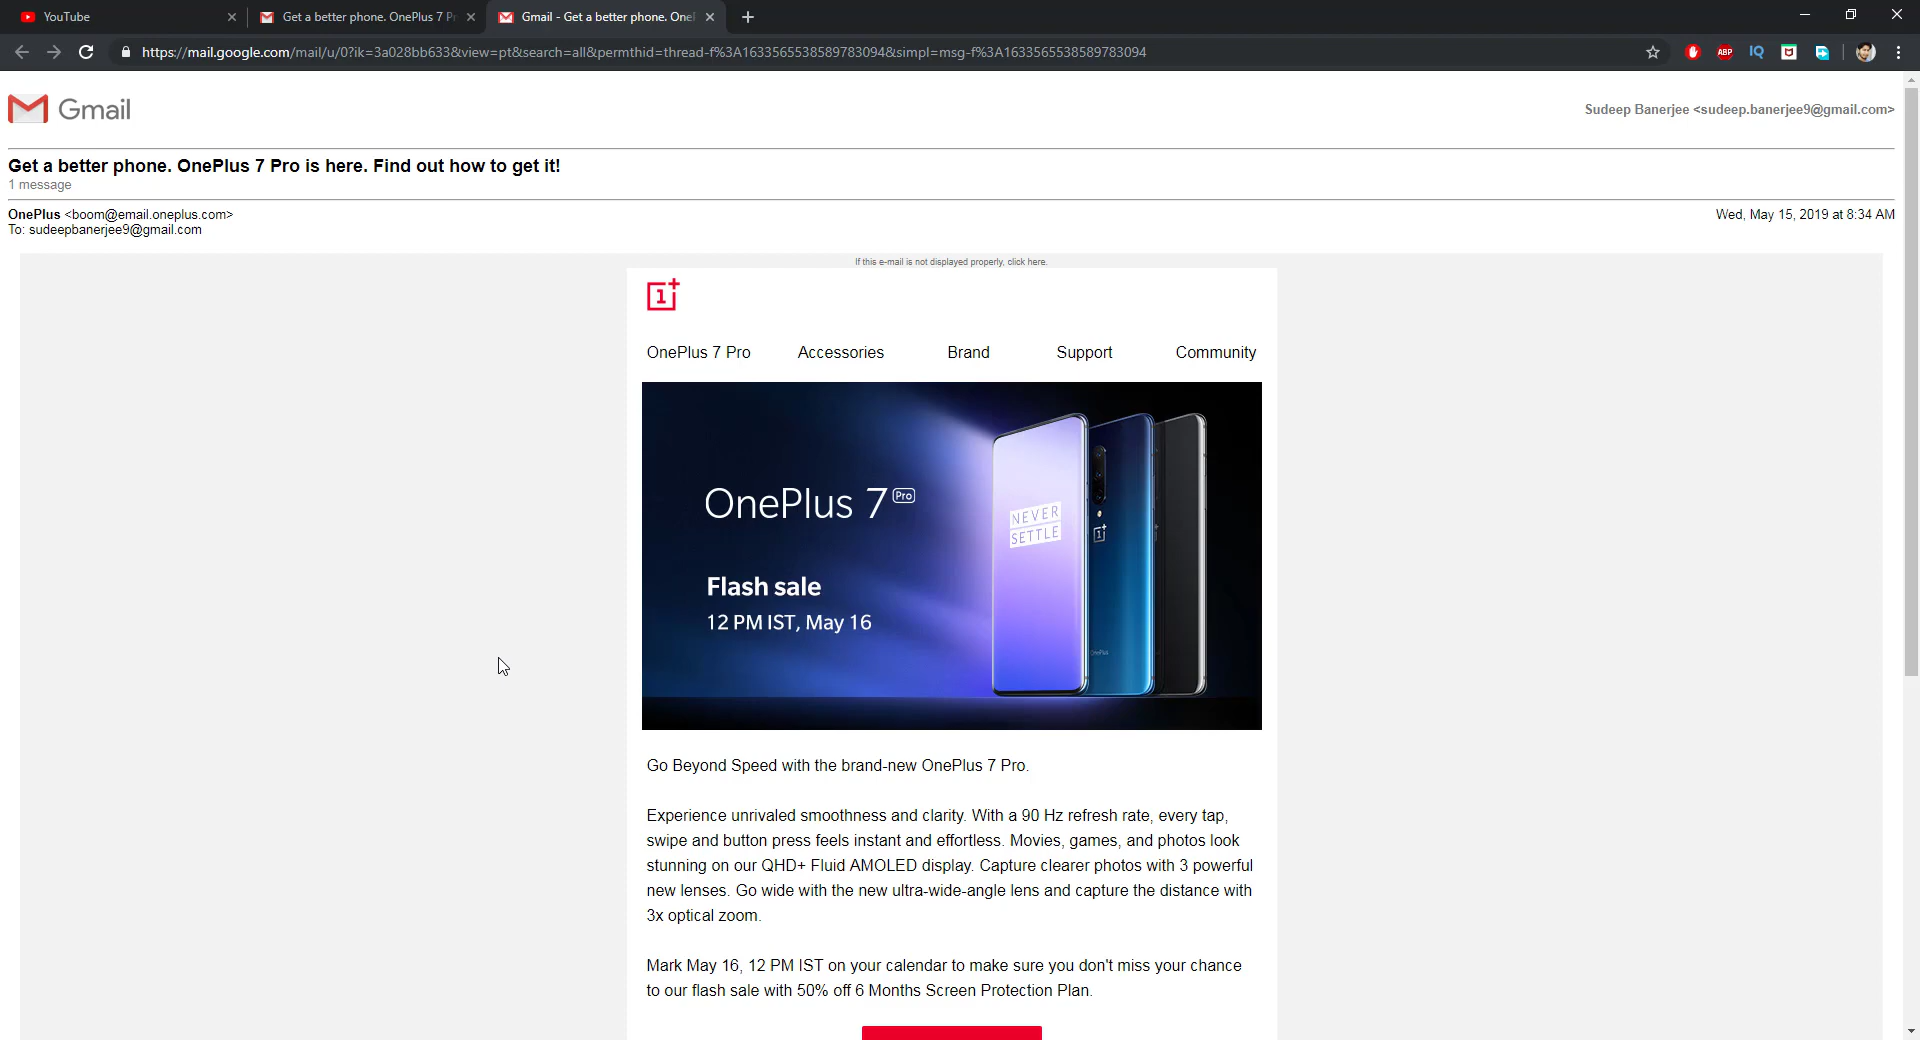 YouTube
Get a better phone. OnePlus 7 Pr
Gmail - Get a better phone. One
https://mail.google.com/mail/u/0?ik=3a028bb633&view=pt&search=all&permthid=thread-f%3A1633565538589783094&simpl=msg-f%3A1633565538589783094
ABP
IQ
Gmail
Sudeep Banerjee <sudeep.banerjee9@gmail.com>
Get a better phone. OnePlus 7 Pro is here. Find out how to get it!
1 message
OnePlus <boom@email.oneplus.com>
Wed, May 15, 2019 at 8:34 AM
To: sudeepbanerjee9@gmail.com
If this e-mail is not displayed properly, click here.
1+
OnePlus 7 Pro Accessories Brand Support Community
OnePlus 7 Pro
NEVER
SETTLE
Flash sale
12 PM IST, May 16
OnePlus
Go Beyond Speed with the brand-new OnePlus 7 Pro.
Experience unrivaled smoothness and clarity. With a 90 Hz refresh rate, every tap,
swipe and button press feels instant and effortless. Movies, games, and photos look
stunning on our QHD+ Fluid AMOLED display. Capture clearer photos with 3 powerful
new lenses. Go wide with the new ultra-wide-angle lens and capture the distance with
3x optical zoom.
Mark May 16, 12 PM IST on your calendar to make sure you don't miss your chance
to our flash sale with 50% off 6 Months Screen Protection Plan.